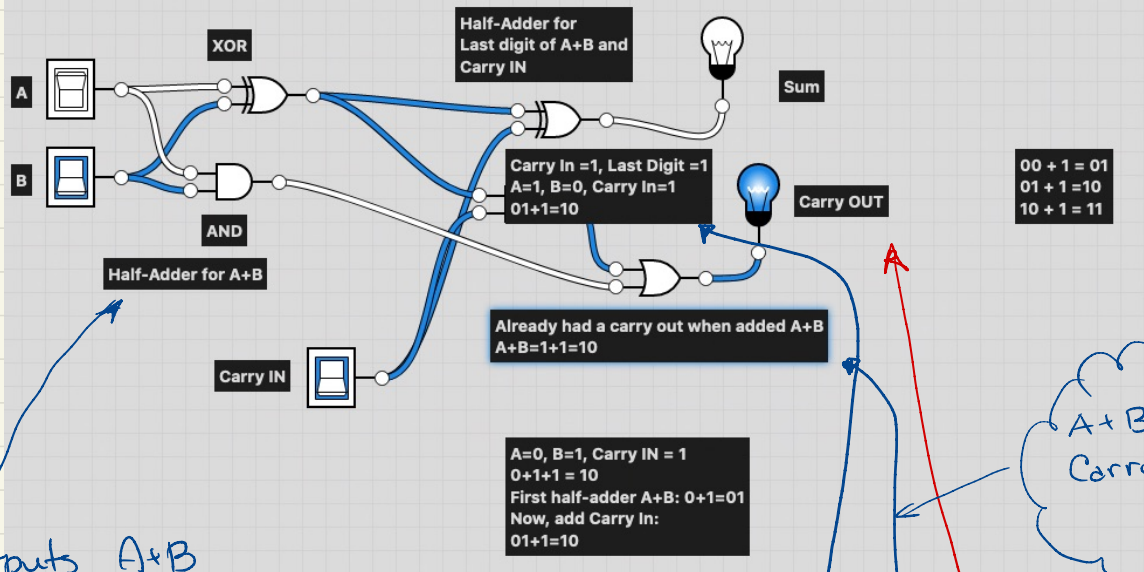 XOR
Half-Adder for
Last digit of A+B and
Carry IN
A
Sum
B
Carry In =1, Last Digit =1
A=1, B=0, Carry In=1
01+1=10
00 + 1 = 01
01 + 1 =10
10 + 1 = 11
Carry OUT
AND
Half-Adder for A+B
Already had a carry out when added A+B
A+B=1+1=10
Carry IN
A+B
A=0, B=1, Carry IN = 1
0+1+1 = 10
First half-adder A+B: 0+1=01
Now, add Carry In:
01+1=10
A+B